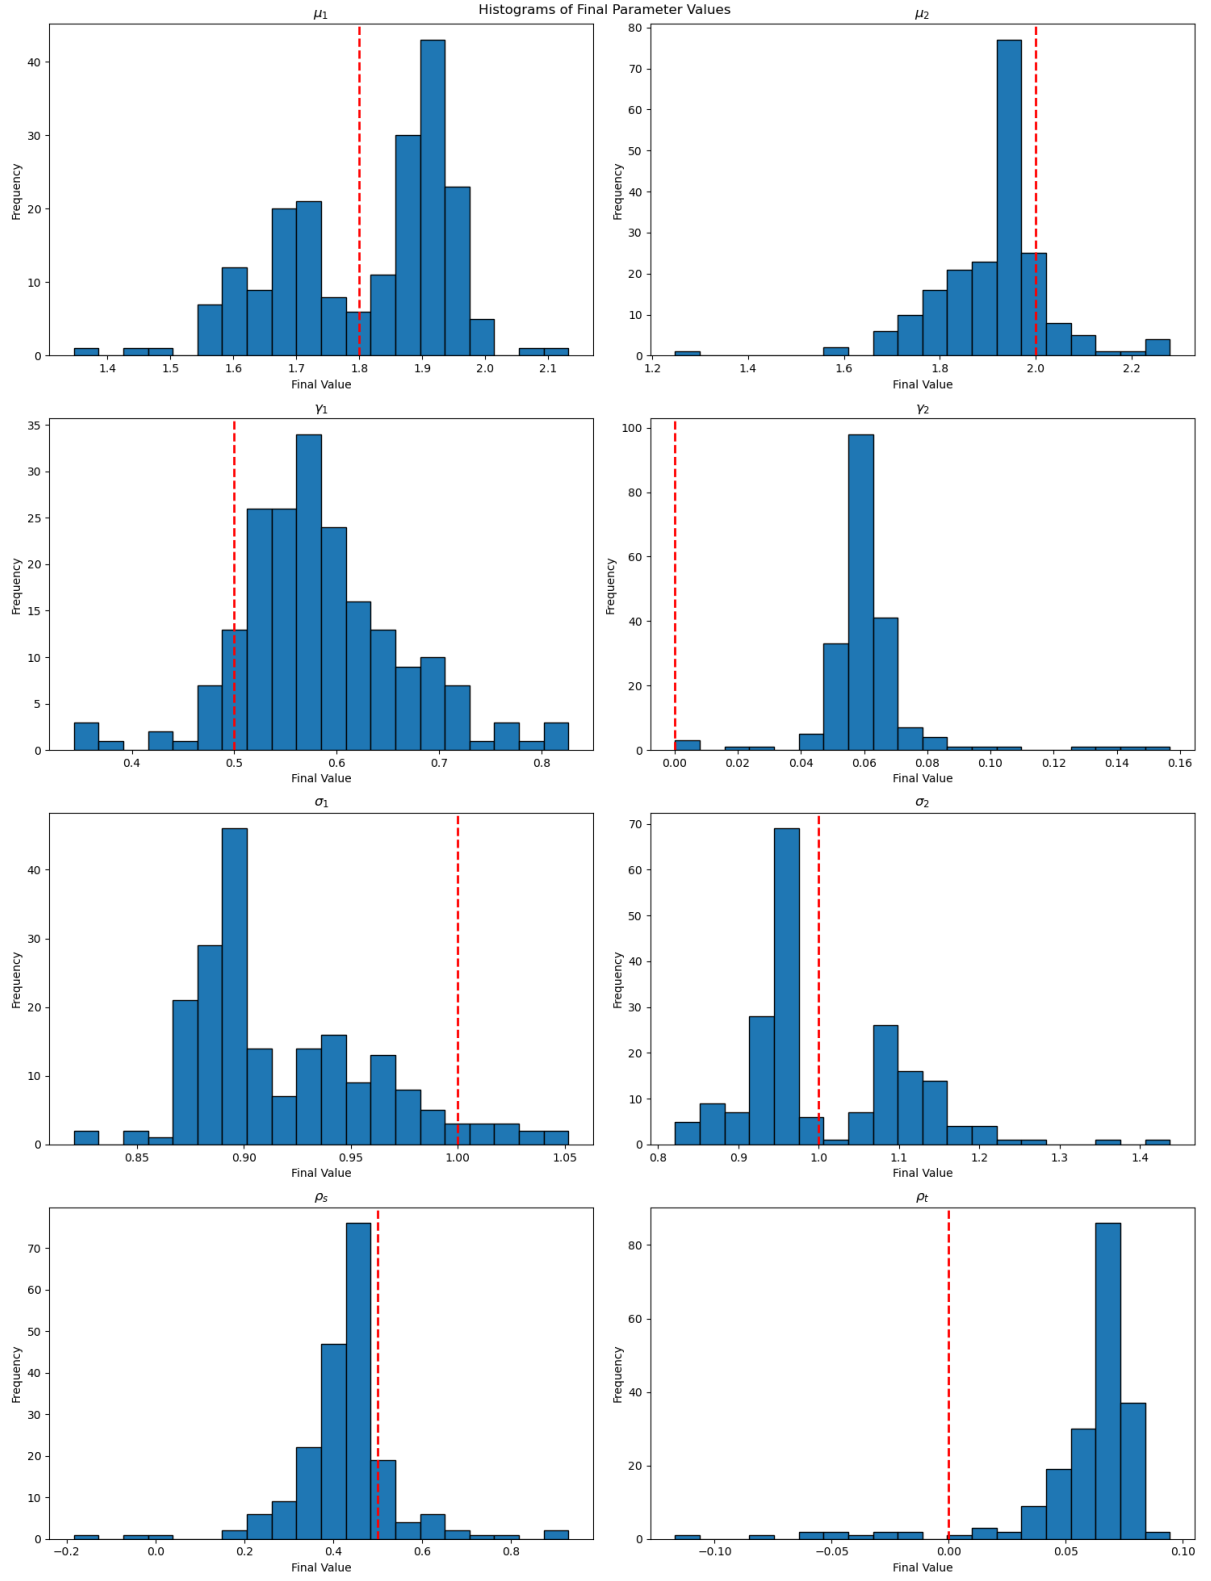 Histograms of Final Parameter Values
μ₁
Frequency
40
30
20
10
0
1.4 1.5 1.6 1.7 1.8 1.9 2.0 2.1
Final Value
μ₂
Frequency
80
70
60
50
40
30
20
10
0
1.2 1.4 1.6 1.8 2.0 2.2
Final Value
γ₁
Frequency
35
30
25
20
15
10
5
0
0.4 0.5 0.6 0.7 0.8
Final Value
γ₂
Frequency
100
80
60
40
20
0
0.00 0.02 0.04 0.06 0.08 0.10 0.12 0.14 0.16
Final Value
σ₁
Frequency
40
30
20
10
0
0.85 0.90 0.95 1.00 1.05
Final Value
σ₂
Frequency
70
60
50
40
30
20
10
0
0.8 0.9 1.0 1.1 1.2 1.3 1.4
Final Value
ρₛ
Frequency
70
60
50
40
30
20
10
0
−0.2 0.0 0.2 0.4 0.6 0.8
Final Value
ρₜ
Frequency
80
60
40
20
0
−0.10 −0.05 0.00 0.05 0.10
Final Value